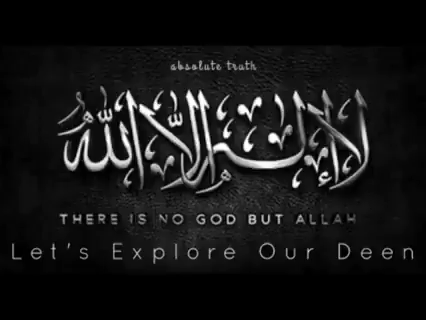 absolute truth
لا إله إلا الله
THERE IS NO GOD BUT ALLAH
Let's Explore Our Deen